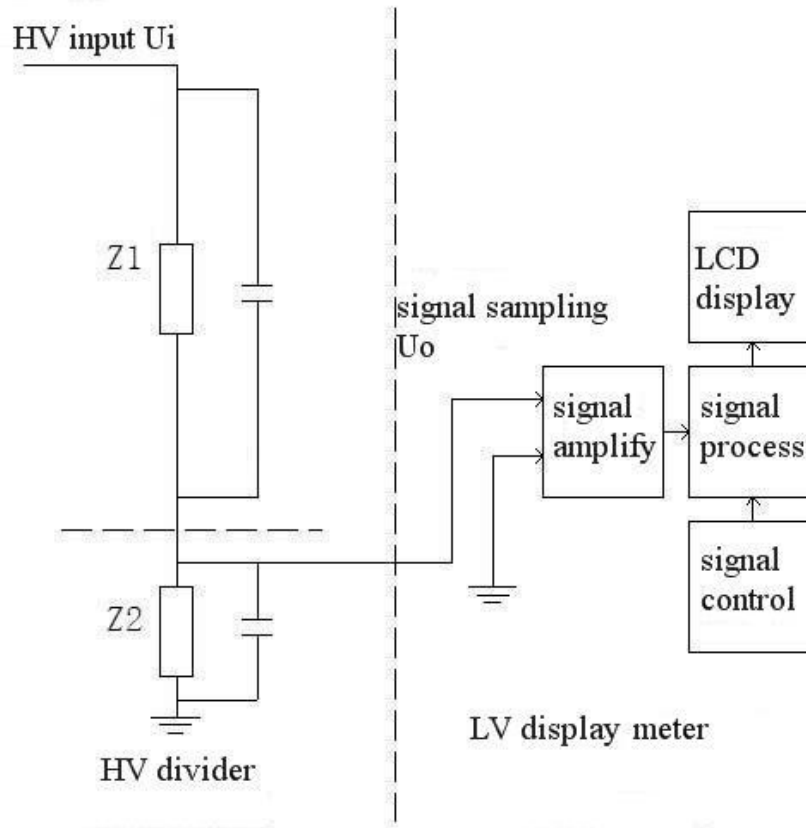 HV input Ui
Z1
LCD
display
signal sampling
Uo
signal
amplify
signal
process
Z2
signal
control
LV display meter
HV divider